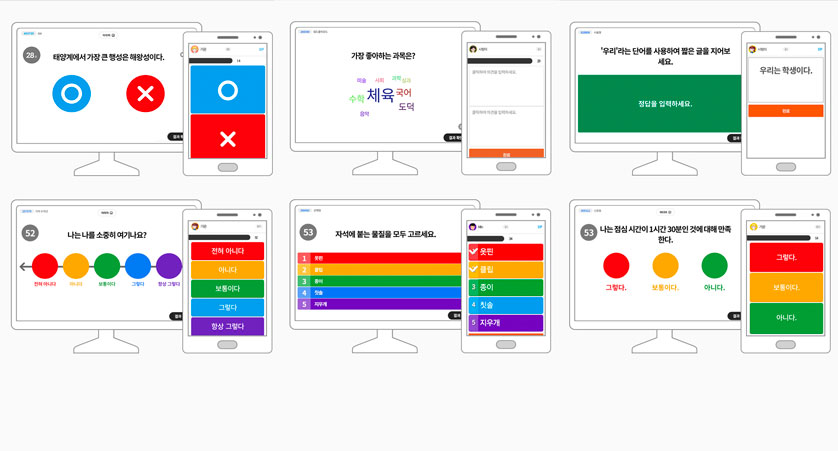 28
태양계에서 가장 큰 행성은 해왕성이다.
가장 좋아하는 과목은?
미술
사회
과학
수학
체육
국어
도덕
음악
'우리'라는 단어를 사용하여 짧은 글을 지어보
세요.
정답을 입력하세요.
우리는 학생이다.
완료
52
나는 나를 소중히 여기나요?
전혀 아니다
아니다
보통이다
그렇다
항상 그렇다
전혀 아니다
아니다
보통이다
그렇다
항상 그렇다
53
자석에 붙는 물질을 모두 고르세요.
1 옷핀
2 클립
3 종이
4 칫솔
5 지우개
옷핀
클립
3 종이
4 칫솔
5 지우개
53
나는 점심 시간이 1시간 30분인 것에 대해 만족
한다.
그렇다.
보통이다.
아니다.
그렇다.
보통이다.
아니다.